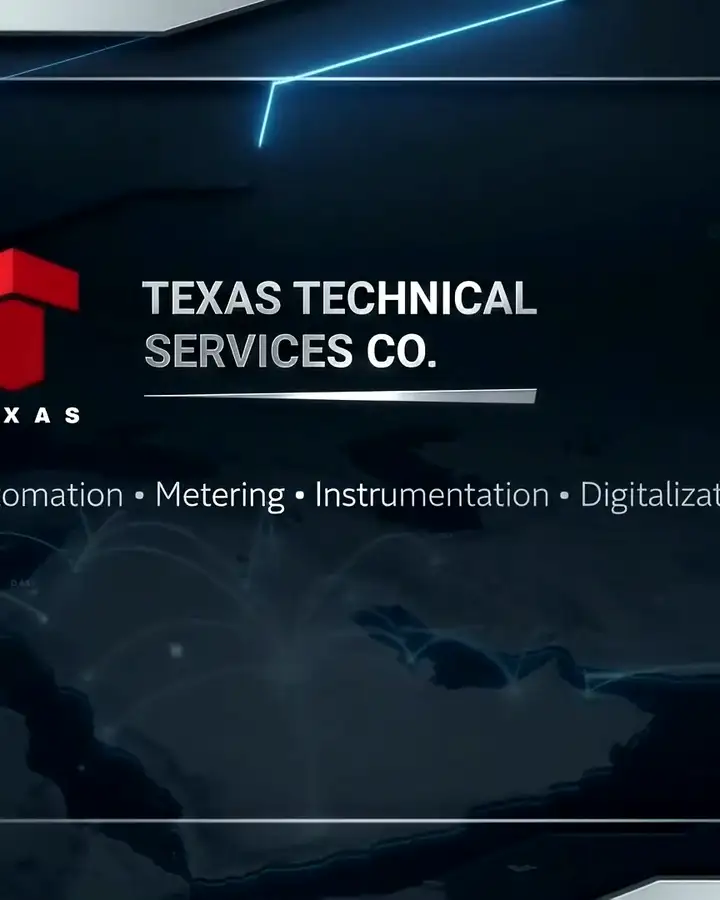 TEXAS TECHNICAL
SERVICES CO.
XAS
omation • Metering • Instrumentation • Digitalizat